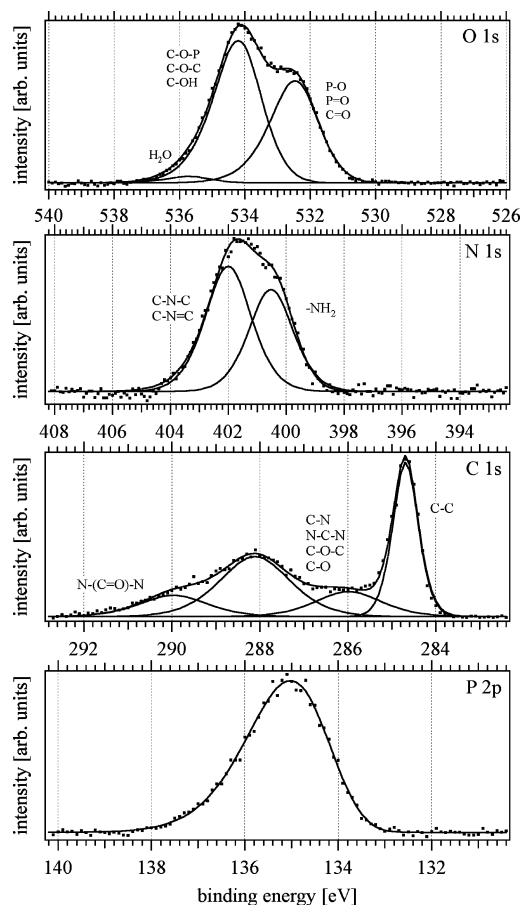 O 1s
C-O-P
C-O-C
C-OH
P-O
P=O
C=O
H₂O
intensity [arb. units]
540 538 536 534 532 530 528 526
N 1s
C-N-C
C-N=C
-NH₂
intensity [arb. units]
408 406 404 402 400 398 396 394
C 1s
C-C
C-N
N-C-N
C-O-C
C-O
N-(C=O)-N
intensity [arb. units]
292 290 288 286 284
P 2p
intensity [arb. units]
140 138 135 134 132
binding energy [eV]